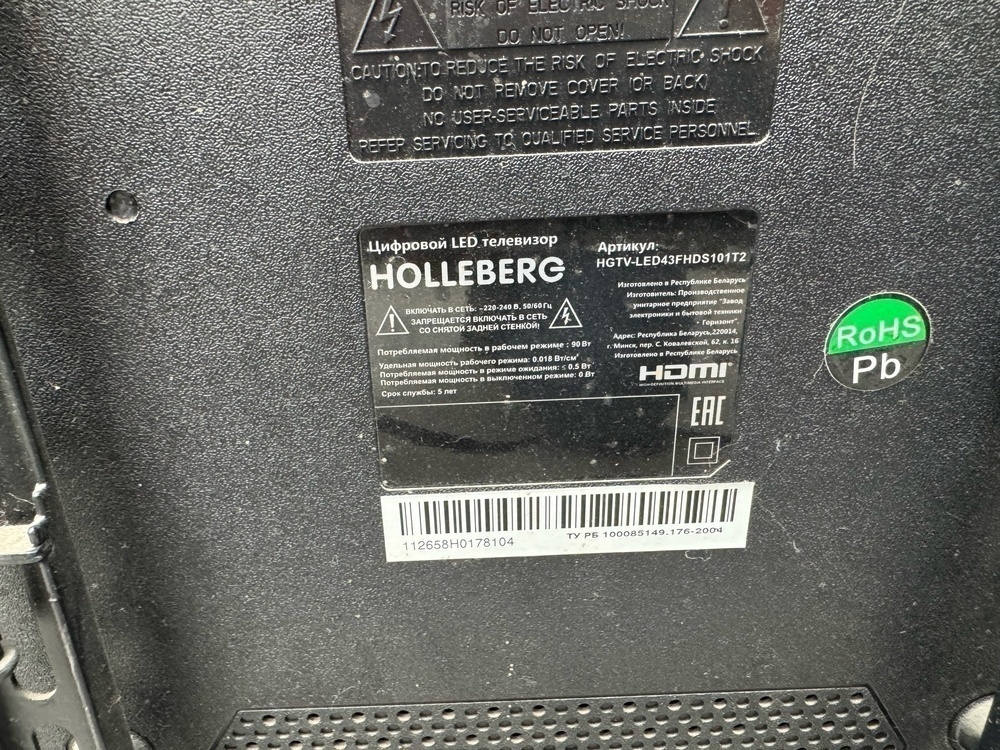 RISK OF ELECTRIC SHOCK
DO NOT OPEN!
CAUTION:TO REDUCE THE RISK OF ELECTRIC SHOCK
DO NOT REMOVE COVER (OR BACK)
NO USER-SERVICEABLE PARTS INSIDE
REFER SERVICING TO QUALIFIED SERVICE PERSONNEL.
Цифровой LED телевизор
HOLLEBERG
ВКЛЮЧАТЬ В СЕТЬ: ~220-240 В, 50/60 Гц
ЗАПРЕЩАЕТСЯ ВКЛЮЧАТЬ В СЕТЬ
СО СНЯТОЙ ЗАДНЕЙ СТЕНКОЙ!
Потребляемая мощность в рабочем режиме : 90 Вт
Удельная мощность рабочего режима: 0.018 Вт/см²
Потребляемая мощность в режиме ожидания: ≤ 0.5 Вт
Потребляемая мощность в выключенном режиме: 0 Вт
Срок службы: 5 лет
Артикул:
HGTV-LED43FHDS101T2
Изготовлено в Республике Беларусь
Изготовитель: Производственное
унитарное предприятие "Завод
электроники и бытовой техники
Горизонт".
Адрес: Республика Беларусь,220014,
г. Минск, пер. С. Ковалевской, 62, к. 16
Изготовлено в Республике Беларусь
HDMI
HIGH-DEFINITION MULTIMEDIA INTERFACE
EAC
RoHS
Pb
112658H0178104
ТУ РБ 100085149.176-2004